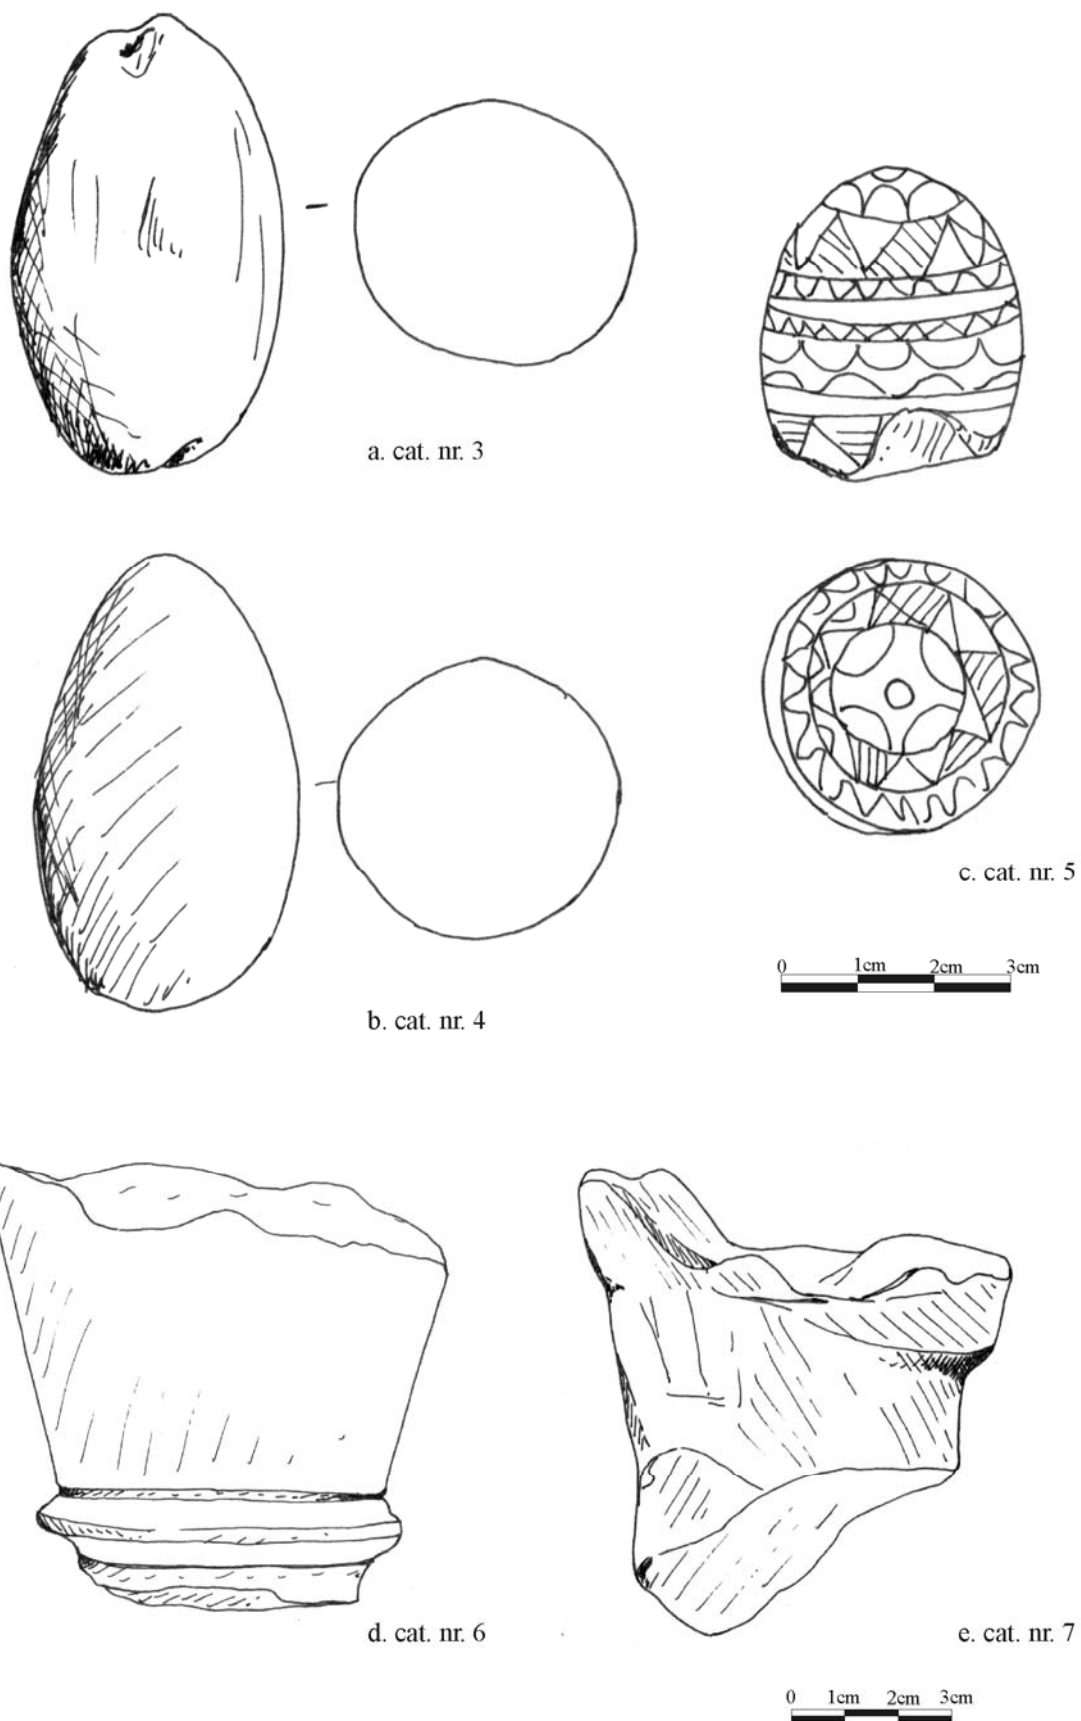 a. cat. nr. 3
c. cat. nr. 5
0 1cm 2cm 3cm
b. cat. nr. 4
d. cat. nr. 6
e. cat. nr. 7
0 1cm 2cm 3cm